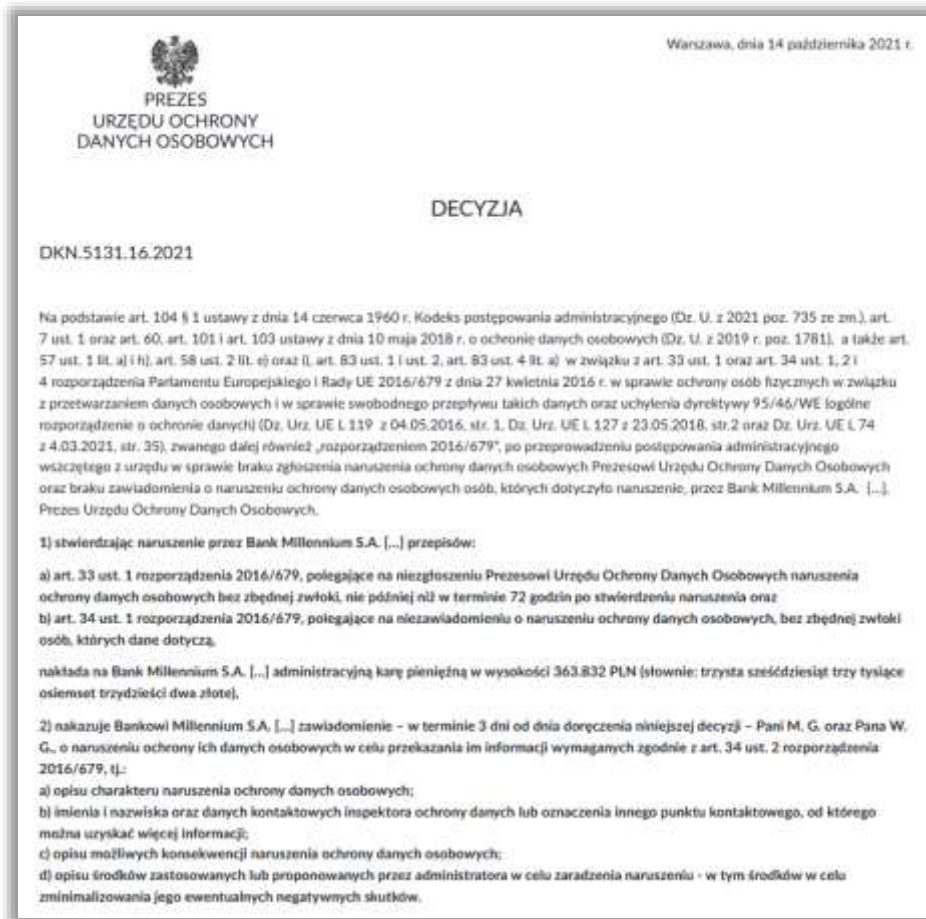 Warszawa, dnia 14 października 2021 r.
PREZES
URZĘDU OCHRONY
DANYCH OSOBOWYCH
DECYZJA
DKN.5131.16.2021
Na podstawie art. 104 § 1 ustawy z dnia 14 czerwca 1960 r. Kodeks postępowania administracyjnego (Dz. U. z 2021 poz. 735 ze zm.), art.
7 ust. 1 oraz art. 60, art. 101 i art. 103 ustawy z dnia 10 maja 2018 r. o ochronie danych osobowych (Dz. U. z 2019 r. poz. 1781), a także art.
57 ust. 1 lit. a) i h), art. 58 ust. 2 lit. e) oraz i), art. 83 ust. 1 i ust. 2, art. 83 ust. 4 lit. a) w związku z art. 33 ust. 1 oraz art. 34 ust. 1, 2 i
4 rozporządzenia Parlamentu Europejskiego i Rady UE 2016/679 z dnia 27 kwietnia 2016 r. w sprawie ochrony osób fizycznych w związku
z przetwarzaniem danych osobowych i w sprawie swobodnego przepływu takich danych oraz uchylenia dyrektywy 95/46/WE (ogólne
rozporządzenie o ochronie danych) (Dz. Urz. UE L 119 z 04.05.2016, str. 1, Dz. Urz. UE L 127 z 23.05.2018, str.2 oraz Dz. Urz. UE L 74
z 4.03.2021, str. 35), zwanego dalej również „rozporządzeniem 2016/679”, po przeprowadzeniu postępowania administracyjnego
wszczętego z urzędu w sprawie braku zgłoszenia naruszenia ochrony danych osobowych Prezesowi Urzędu Ochrony Danych Osobowych
oraz braku zawiadomienia o naruszeniu ochrony danych osobowych osób, których dotyczyło naruszenie, przez Bank Millennium S.A. [...],
Prezes Urzędu Ochrony Danych Osobowych,
1) stwierdzając naruszenie przez Bank Millennium S.A. [...] przepisów:
a) art. 33 ust. 1 rozporządzenia 2016/679, polegające na niezgłoszeniu Prezesowi Urzędu Ochrony Danych Osobowych naruszenia
ochrony danych osobowych bez zbędnej zwłoki, nie później niż w terminie 72 godzin po stwierdzeniu naruszenia oraz
b) art. 34 ust. 1 rozporządzenia 2016/679, polegające na niezawiadomieniu o naruszeniu ochrony danych osobowych, bez zbędnej zwłoki
osób, których dane dotyczą,
nakłada na Bank Millennium S.A. [...] administracyjną karę pieniężną w wysokości 363.832 PLN (słownie: trzysta sześćdziesiąt trzy tysiące
osiemset trzydzieści dwa złote),
2) nakazuje Bankowi Millennium S.A. [...] zawiadomienie – w terminie 3 dni od dnia doręczenia niniejszej decyzji – Pani M. G. oraz Pana W.
G., o naruszeniu ochrony ich danych osobowych w celu przekazania im informacji wymaganych zgodnie z art. 34 ust. 2 rozporządzenia
2016/679, tj.:
a) opisu charakteru naruszenia ochrony danych osobowych;
b) imienia i nazwiska oraz danych kontaktowych inspektora ochrony danych lub oznaczenia innego punktu kontaktowego, od którego
można uzyskać więcej informacji;
c) opisu możliwych konsekwencji naruszenia ochrony danych osobowych;
d) opisu środków zastosowanych lub proponowanych przez administratora w celu zaradzenia naruszeniu - w tym środków w celu
zminimalizowania jego ewentualnych negatywnych skutków.